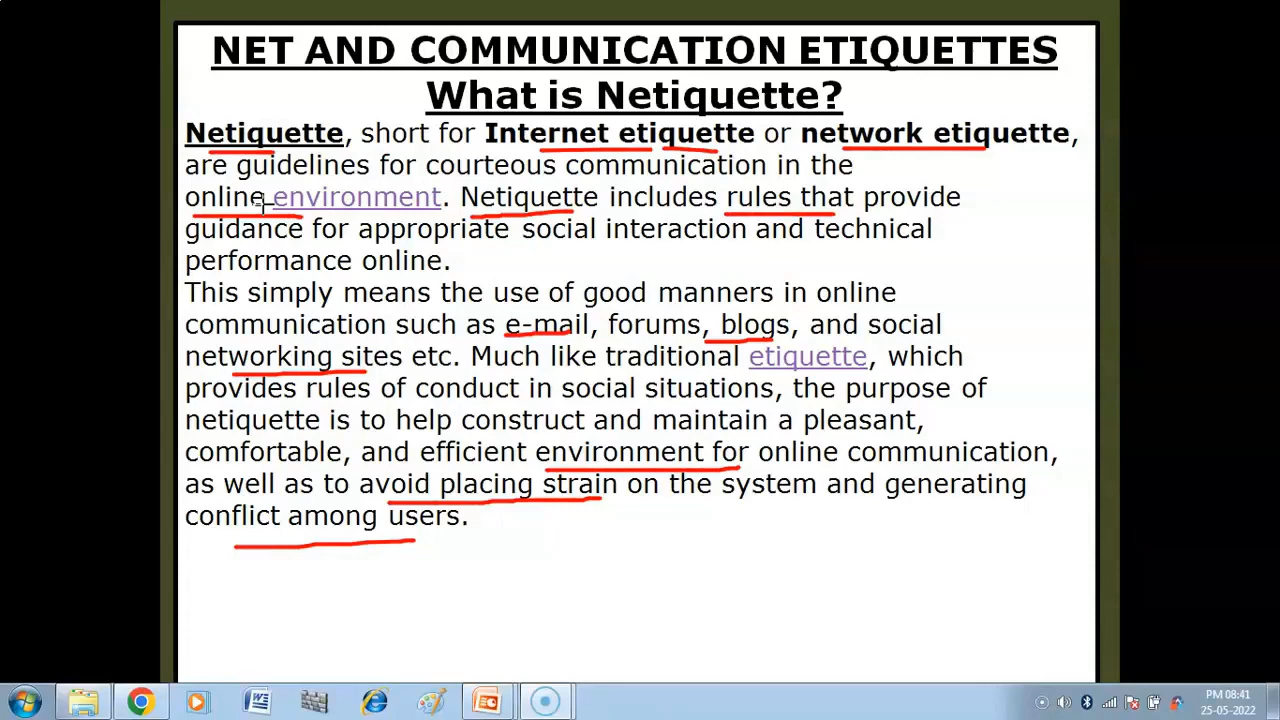 NET AND COMMUNICATION ETIQUETTES
What is Netiquette?
Netiquette, short for Internet etiquette or network etiquette,
are guidelines for courteous communication in the
online environment. Netiquette includes rules that provide
guidance for appropriate social interaction and technical
performance online.
This simply means the use of good manners in online
communication such as e-mail, forums, blogs, and social
networking sites etc. Much like traditional etiquette, which
provides rules of conduct in social situations, the purpose of
netiquette is to help construct and maintain a pleasant,
comfortable, and efficient environment for online communication,
as well as to avoid placing strain on the system and generating
conflict among users.
PM 08:41
25-05-2022